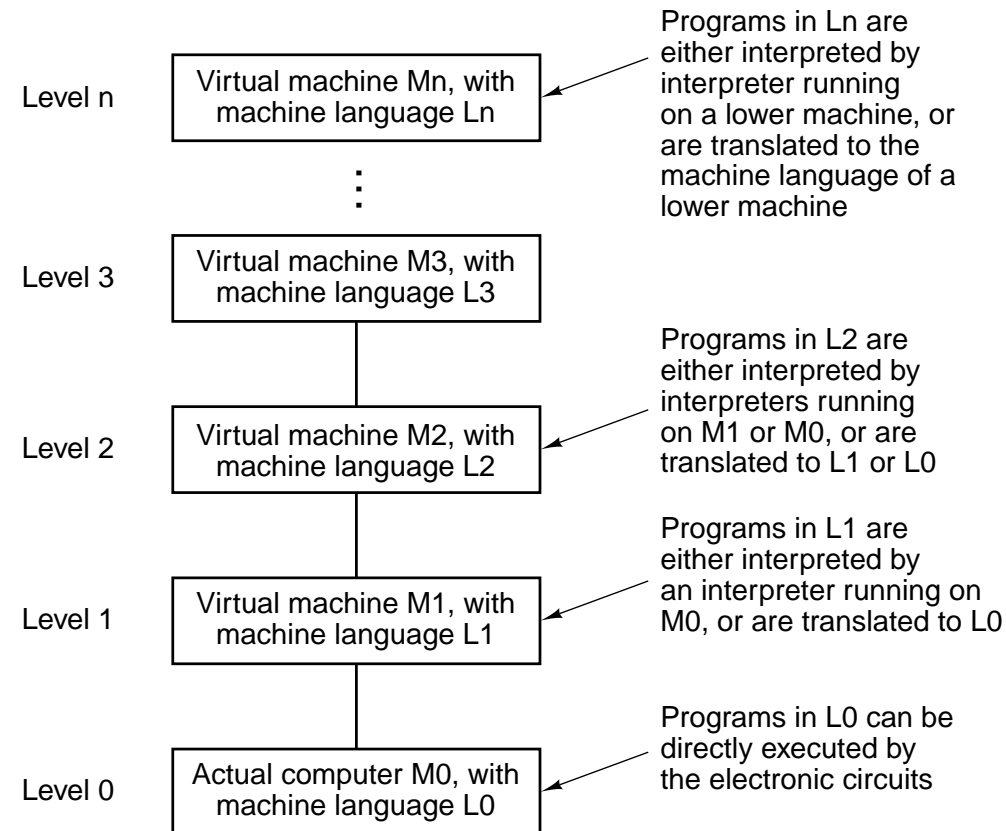 Programs in Ln are
either interpreted by
interpreter running
on a lower machine, or
are translated to the
machine language of a
lower machine
Level n
Virtual machine Mn, with
machine language Ln
Level 3
Virtual machine M3, with
machine language L3
Programs in L2 are
either interpreted by
interpreters running
on M1 or M0, or are
translated to L1 or L0
Level 2
Virtual machine M2, with
machine language L2
Programs in L1 are
either interpreted by
an interpreter running on
M0, or are translated to L0
Level 1
Virtual machine M1, with
machine language L1
Programs in L0 can be
directly executed by
the electronic circuits
Level 0
Actual computer M0, with
machine language L0